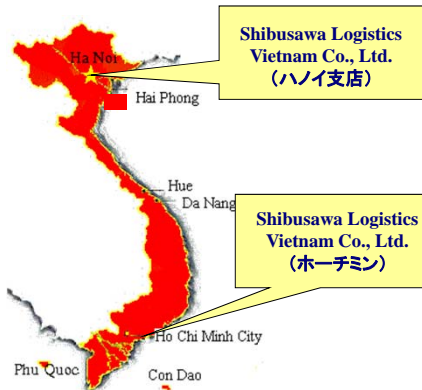 Shibusawa Logistics
Vietnam Co., Ltd.
(ハノイ支店)
Ha Noi
Hai Phong
Hue
Da Nang
Shibusawa Logistics
Vietnam Co., Ltd.
(ホーチミン)
Ho Chi Minh City
Phu Quoc
Con Dao